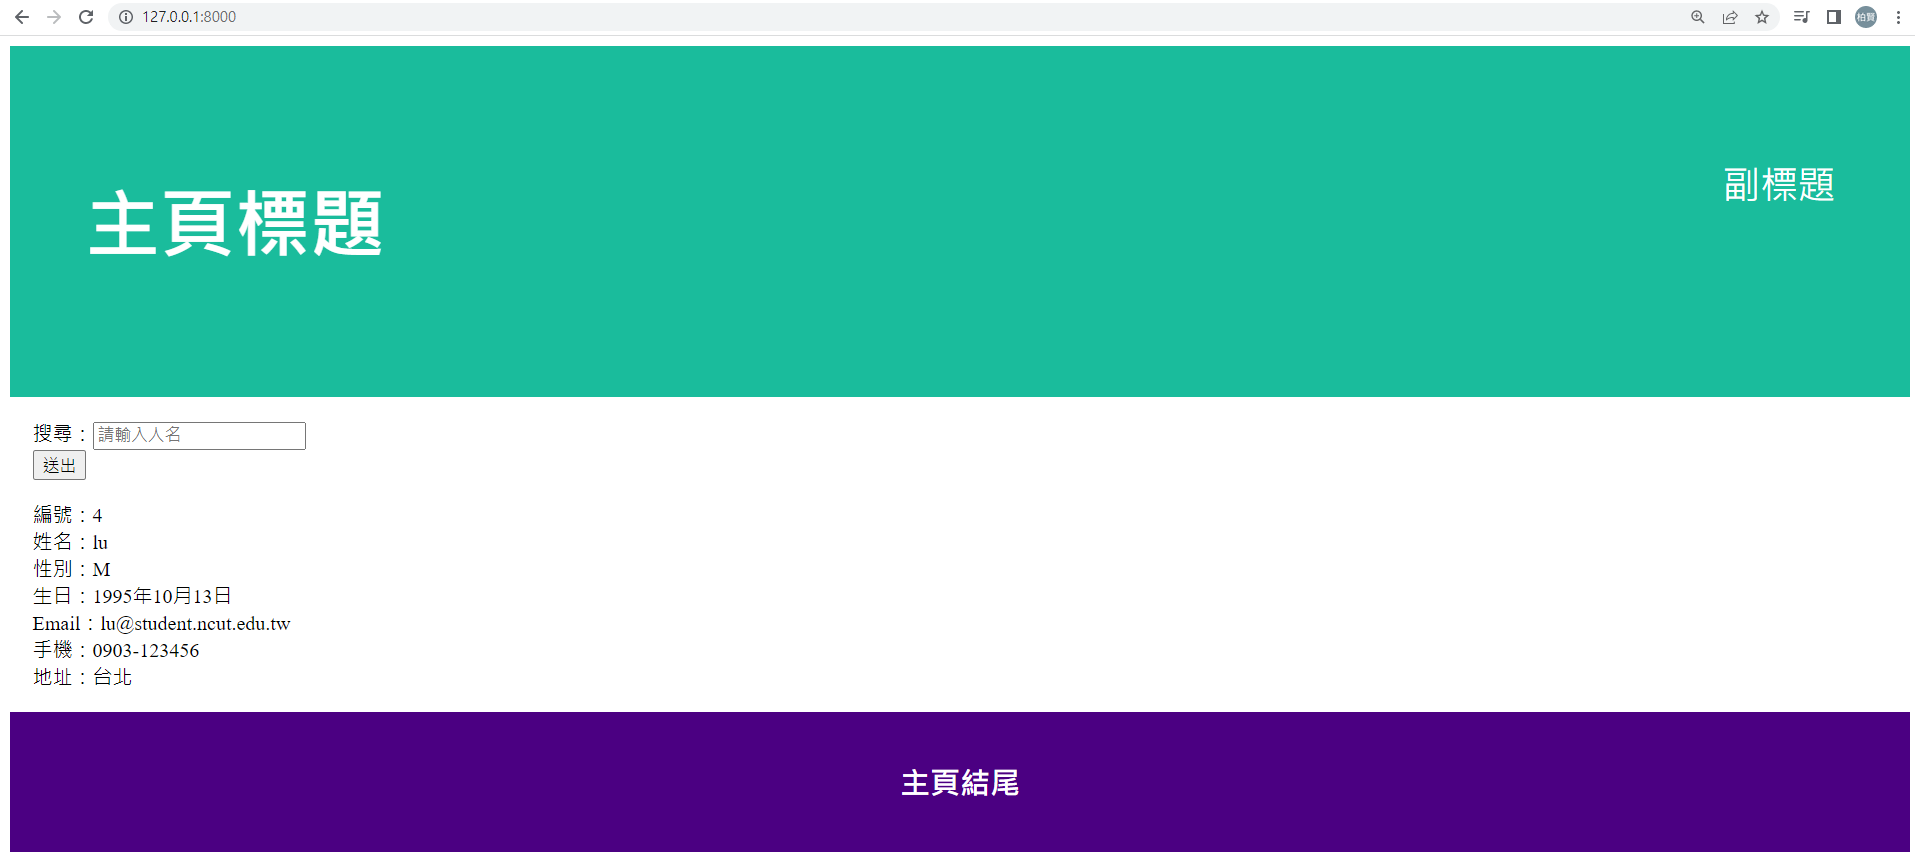 127.0.0.1:8000
柏賢
主頁標題
副標題
搜尋：請輸入人名
送出
編號：4
姓名：lu
性別：M
生日：1995年10月13日
Email：lu@student.ncut.edu.tw
手機：0903-123456
地址：台北
主頁結尾